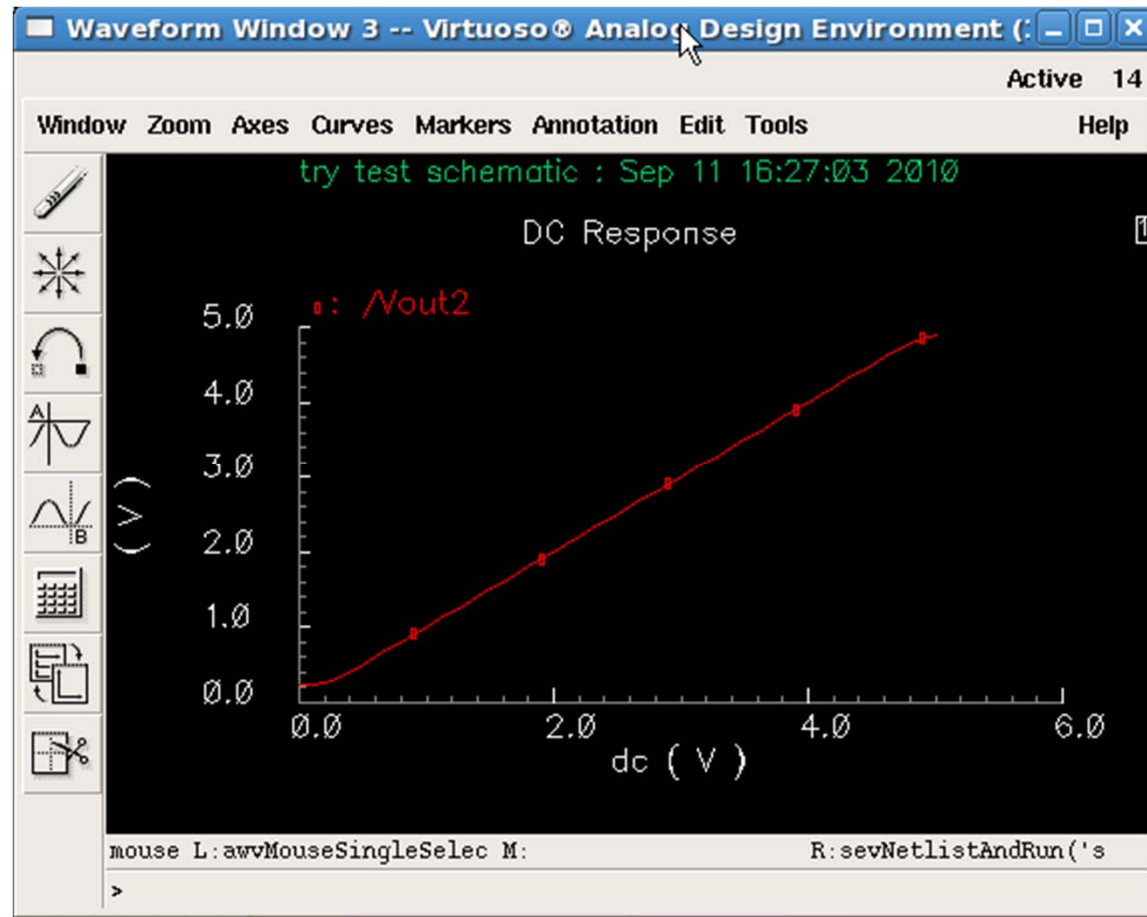 Waveform Window 3 -- Virtuoso® Analog Design Environment (
Active 14
Window Zoom Axes Curves Markers Annotation Edit Tools Help
try test schematic : Sep 11 16:27:03 2010
DC Response
1
: /Vout2
5.0
4.0
3.0
2.0
1.0
0.0
( V )
0.0 2.0 4.0 6.0
dc ( V )
A
B
mouse L:awvMouseSingleSelec M: R:sevNetlistAndRun('s
>